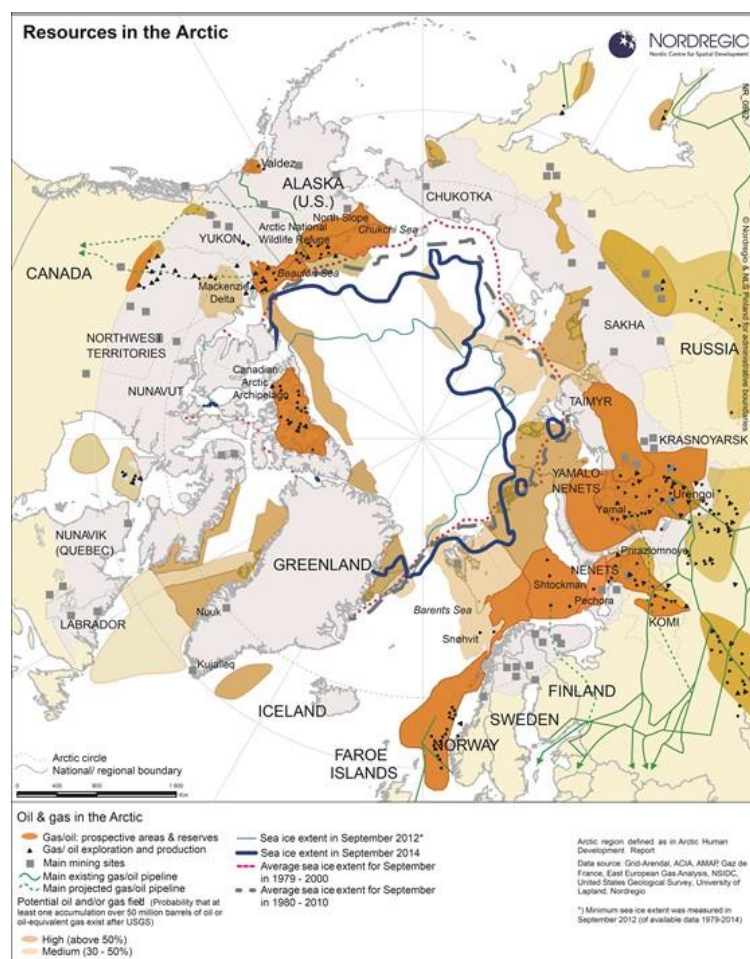 Resources in the Arctic
NORDREGIO
Nordic Centre for Spatial Development
Valdez
ALASKA
(U.S.)
North Slope
Chukchi Sea
CHUKOTKA
YUKON
Arctic National
Wildlife Refuge
Beaufort Sea
CANADA
Mackenzie
Delta
SAKHA
RUSSIA
NORTHWEST
TERRITORIES
NUNAVUT
Canadian
Arctic
Archipelago
TAIMYR
KRASNOYARSK
YAMALO-
NENETS
Urengoi
Yamal
NUNAVIK
(QUEBEC)
GREENLAND
Prirazlomnoye
NENETS
Shtockman
Pechora
Barents Sea
KOMI
LABRADOR
Nuuk
Snøhvit
Kujalleq
FINLAND
ICELAND
SWEDEN
FAROE
ISLANDS
NORWAY
© Nordregio & NLS Finland for administrative boundaries
Arctic circle
National/ regional boundary
0 400 800 1 600
Km
Oil & gas in the Arctic
Gas/oil: prospective areas & reserves
Gas/ oil exploration and production
Main mining sites
Main existing gas/oil pipeline
Main projected gas/oil pipeline
Potential oil and/or gas field (Probability that at
least one accumulation over 50 million barrels of oil or
oil-equivalent gas exist after USGS)
High (above 50%)
Medium (30 - 50%)
Sea ice extent in September 2012*
Sea ice extent in September 2014
Average sea ice extent for September
in 1979 - 2000
Average sea ice extent for September
in 1980 - 2010
Arctic region defined as in Arctic Human
Development Report
Data source: Grid-Arendal, ACIA, AMAP, Gaz de
France, East European Gas Analysis, NSIDC,
United States Geological Survey, University of
Lapland, Nordregio
*) Minimum sea ice extent was measured in
September 2012 (of available data 1979-2014)